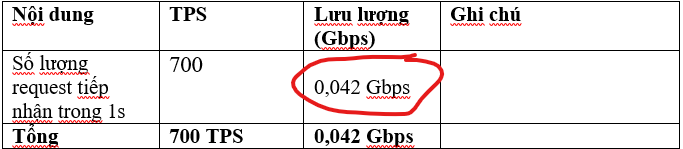 Nội dung
TPS
Lưu lượng
(Gbps)
Ghi chú
Số lượng
request tiếp
nhận trong 1s
700
0,042 Gbps
Tổng
700 TPS
0,042 Gbps